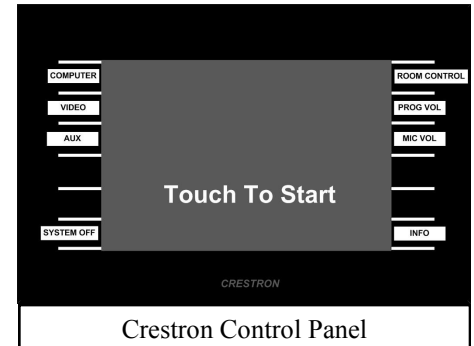 COMPUTER
ROOM CONTROL
VIDEO
PROG VOL
AUX
MIC VOL
Touch To Start
SYSTEM OFF
INFO
CRESTRON
Crestron Control Panel